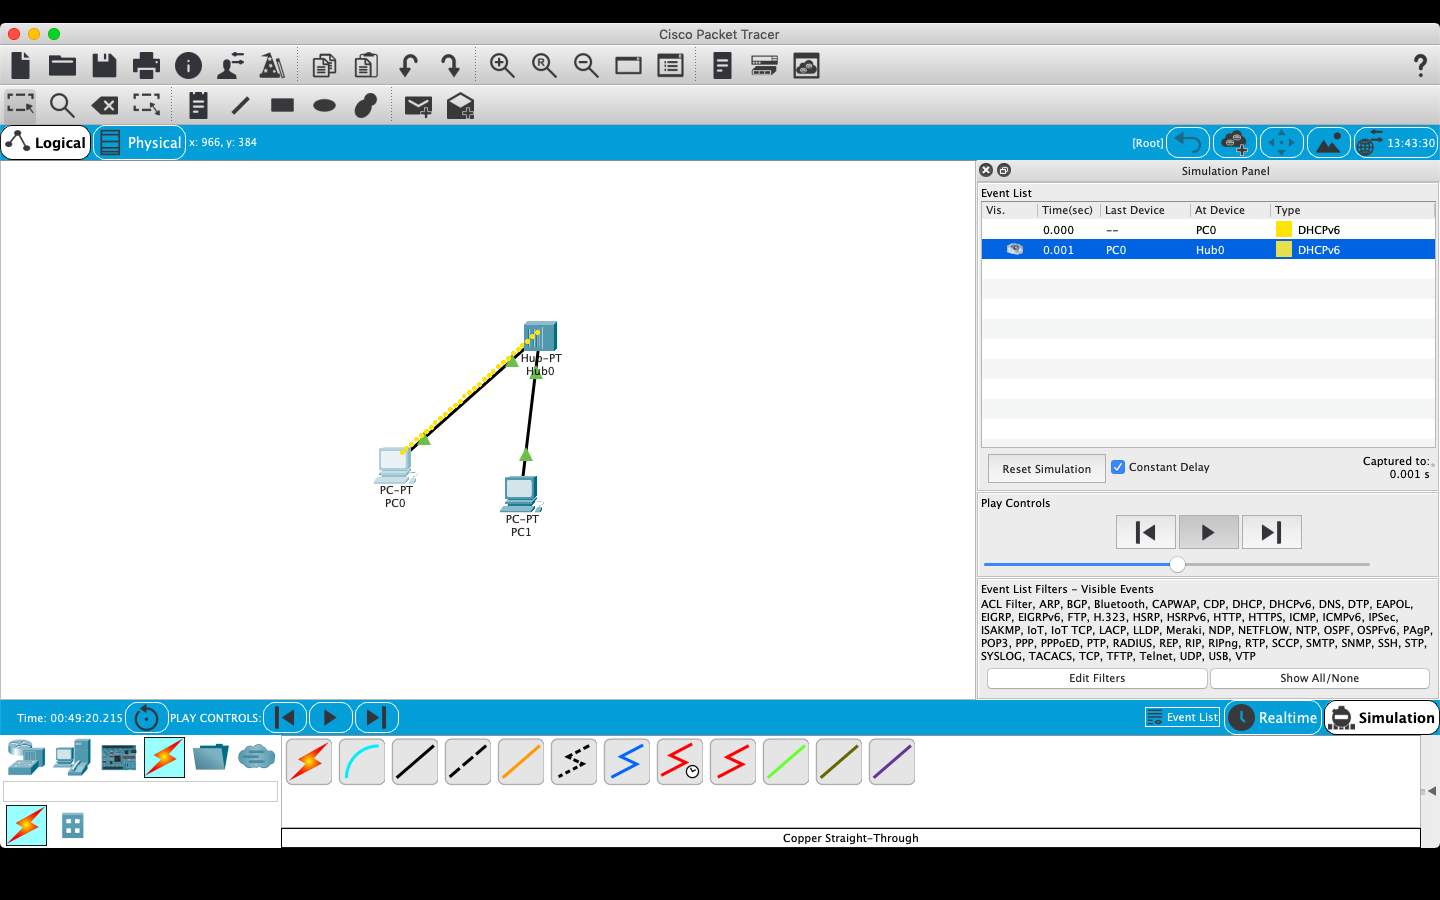 Cisco Packet Tracer
Logical
Physical
x: 966, y: 384
[Root]
13:43:30
Simulation Panel
Event List
Vis. Time(sec) Last Device At Device Type
0.000 -- PC0 DHCPv6
0.001 PC0 Hub0 DHCPv6
Hub-PT
Hub0
PC-PT
PC0
PC-PT
PC1
Reset Simulation
Constant Delay
Captured to:
0.001 s
Play Controls
Event List Filters - Visible Events
ACL Filter, ARP, BGP, Bluetooth, CAPWAP, CDP, DHCP, DHCPv6, DNS, DTP, EAPOL,
EIGRP, EIGRPv6, FTP, H.323, HSRP, HSRPv6, HTTP, HTTPS, ICMP, ICMPv6, IPSec,
ISAKMP, IoT, IoT TCP, LACP, LLDP, Meraki, NDP, NETFLOW, NTP, OSPF, OSPFv6, PAgP,
POP3, PPP, PPPoED, PTP, RADIUS, REP, RIP, RIPng, RTP, SCCP, SMTP, SNMP, SSH, STP,
SYSLOG, TACACS, TCP, TFTP, Telnet, UDP, USB, VTP
Edit Filters
Show All/None
Time: 00:49:20.215
PLAY CONTROLS:
Event List
Realtime
Simulation
Copper Straight-Through